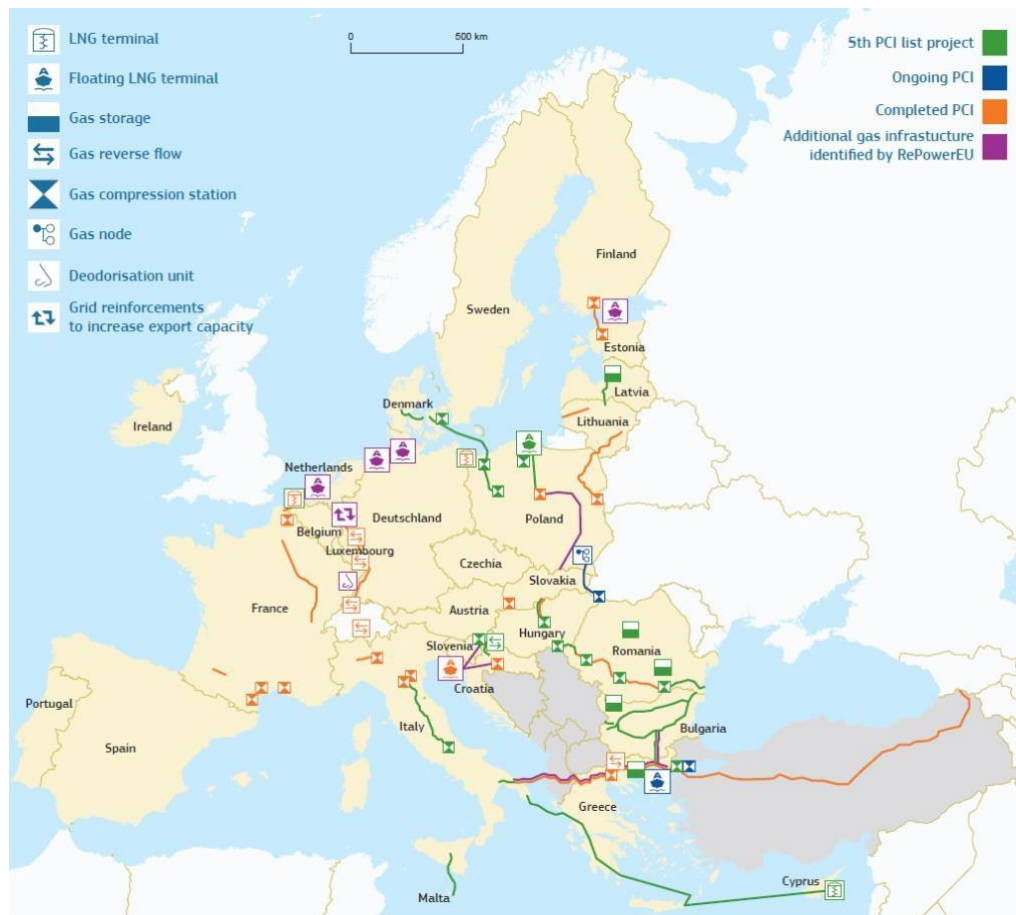 LNG terminal
Floating LNG terminal
Gas storage
Gas reverse flow
Gas compression station
Gas node
Deodorisation unit
Grid reinforcements
to increase export capacity
0 500 km
5th PCI list project
Ongoing PCI
Completed PCI
Additional gas infrastucture
identified by RePowerEU
Finland
Sweden
Estonia
Latvia
Denmark
Lithuania
Ireland
Netherlands
Deutschland
Poland
Belgium
Luxembourg
Czechia
Slovakia
France
Austria
Hungary
Slovenia
Romania
Croatia
Portugal
Italy
Bulgaria
Spain
Greece
Cyprus
Malta